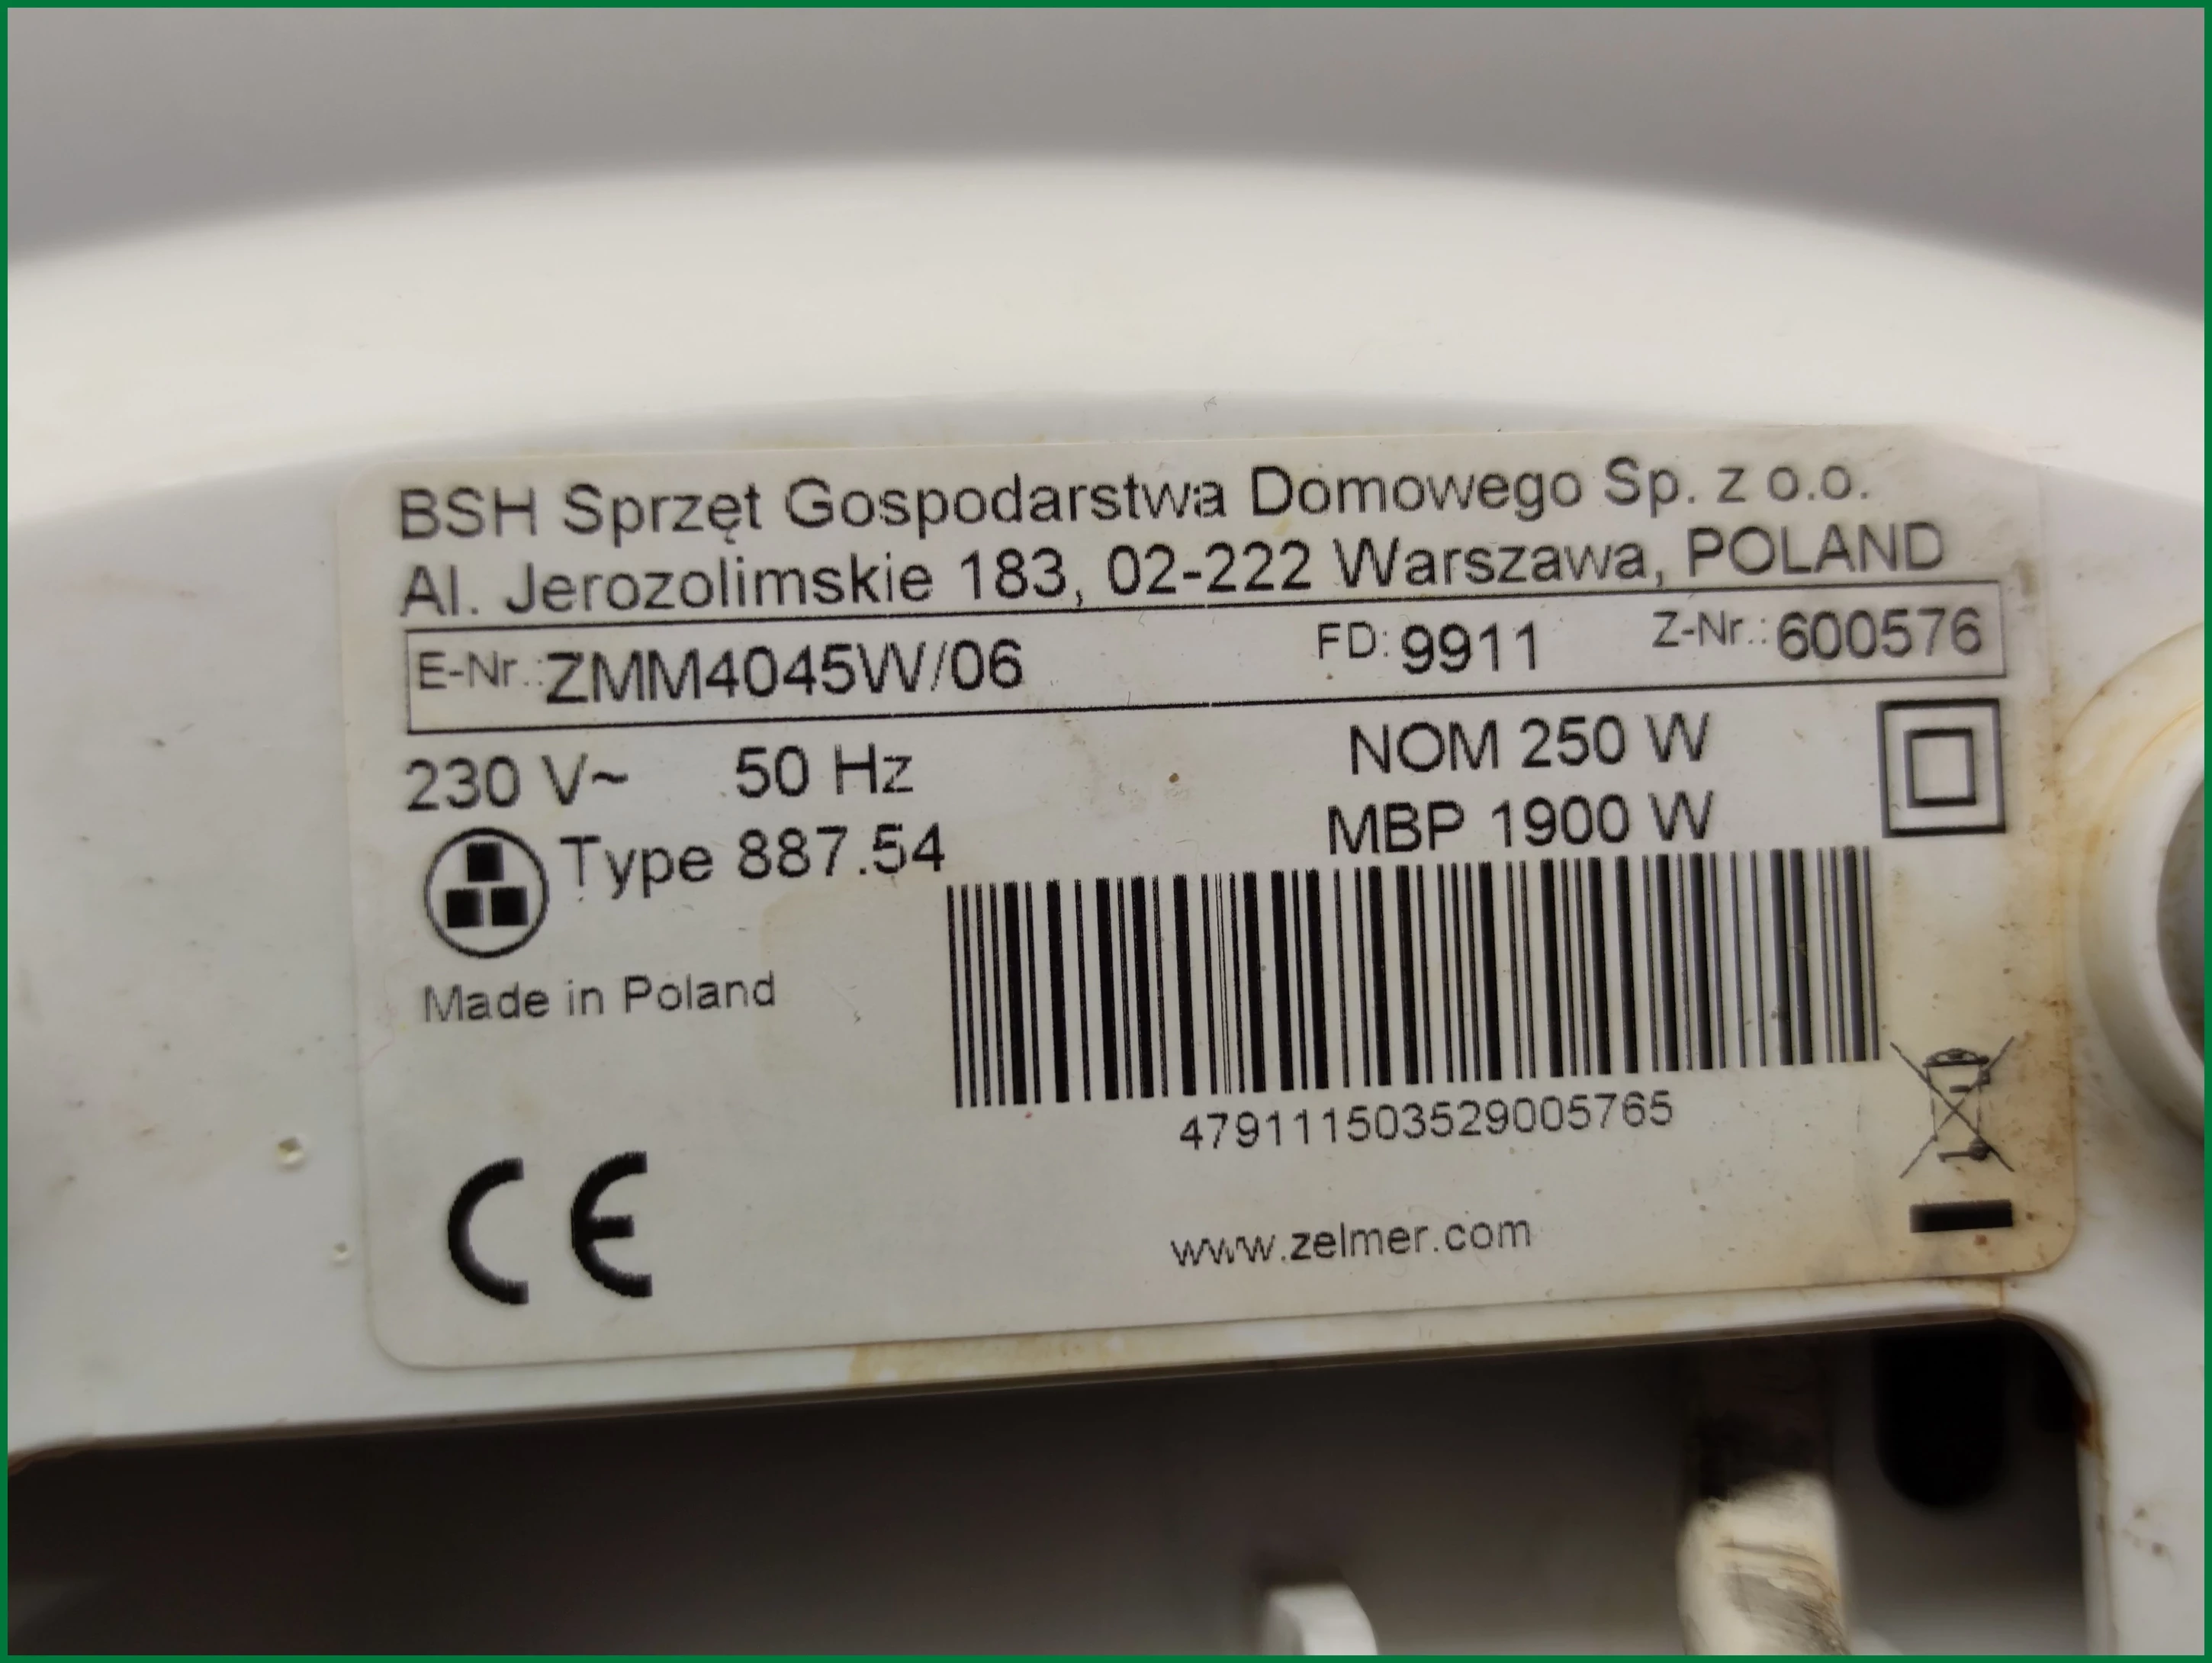 BSH Sprzęt Gospodarstwa Domowego Sp. z o.o.
Al. Jerozolimskie 183, 02-222 Warszawa, POLAND
E-Nr.:ZMM4045W/06 FD:9911 Z-Nr.:600576
230 V~ 50 Hz NOM 250 W
MBP 1900 W
Type 887.54
Made in Poland
479111503529005765
CE
www.zelmer.com